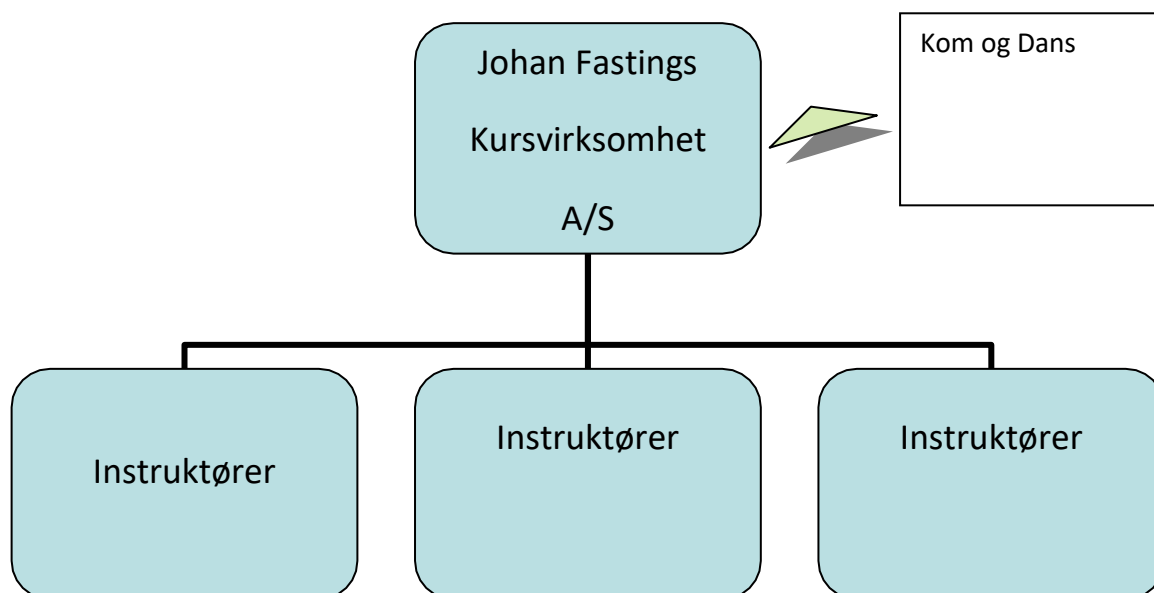 Johan Fastings
Kursvirksomhet
A/S
Kom og Dans
Instruktører
Instruktører
Instruktører